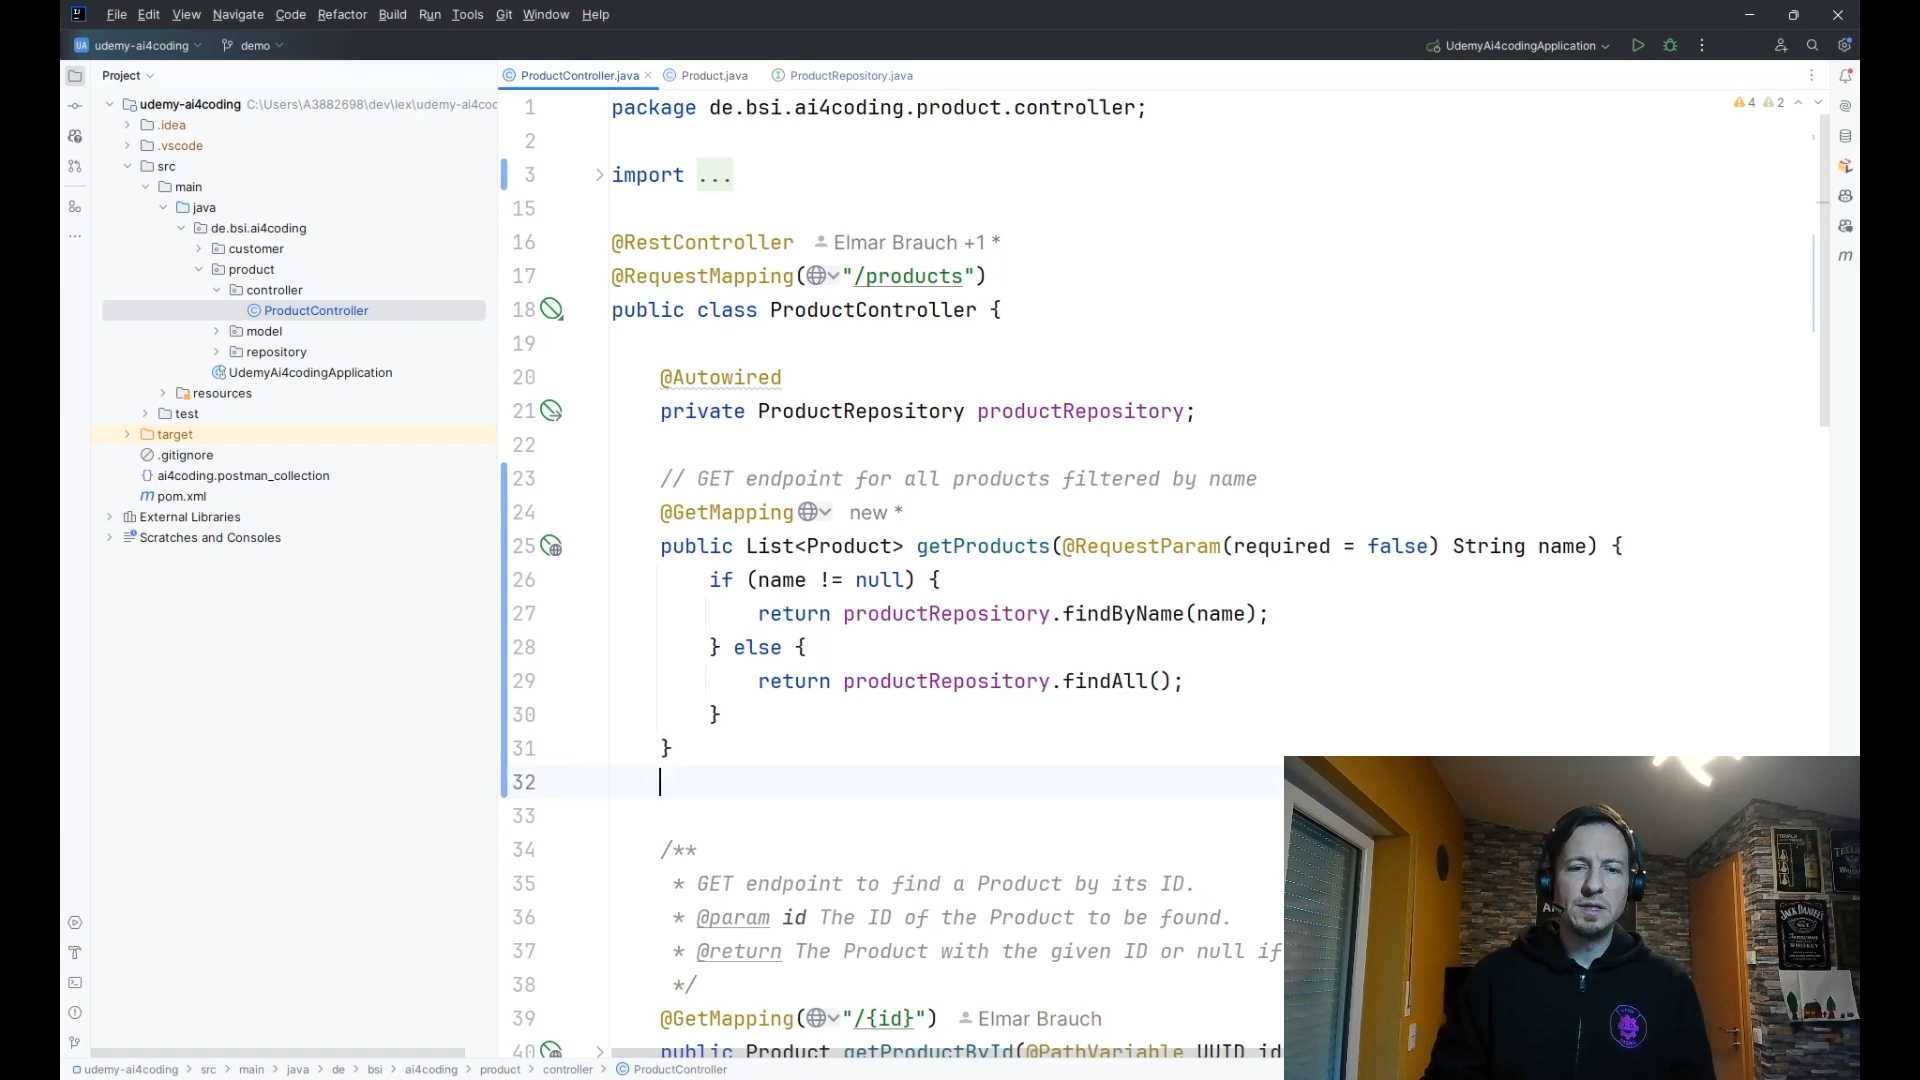 File Edit View Navigate Code Refactor Build Run Tools Git Window Help
UA udemy-ai4coding demo UdemyAi4codingApplication
Project
ProductController.java Product.java ProductRepository.java
udemy-ai4coding C:\Users\A3882698\dev\lex\udemy-ai4coc
.idea
.vscode
src
main
java
de.bsi.ai4coding
customer
product
controller
ProductController
model
repository
UdemyAi4codingApplication
resources
test
target
.gitignore
ai4coding.postman_collection
pom.xml
External Libraries
Scratches and Consoles
4 2
1 package de.bsi.ai4coding.product.controller;
2
3 import ...
15
16 @RestController Elmar Brauch +1 *
17 @RequestMapping("/products")
18 public class ProductController {
19
20 @Autowired
21 private ProductRepository productRepository;
22
23 // GET endpoint for all products filtered by name
24 @GetMapping new *
25 public List<Product> getProducts(@RequestParam(required = false) String name) {
26 if (name != null) {
27 return productRepository.findByName(name);
28 } else {
29 return productRepository.findAll();
30 }
31 }
32
33
34 /**
35 * GET endpoint to find a Product by its ID.
36 * @param id The ID of the Product to be found.
37 * @return The Product with the given ID or null if
38 */
39 @GetMapping("/{id}") Elmar Brauch
40 public Product getProductById(@PathVariable UUID id
JACK DANIEL'S
WHISKEY
udemy-ai4coding > src > main > java > de > bsi > ai4coding > product > controller > ProductController